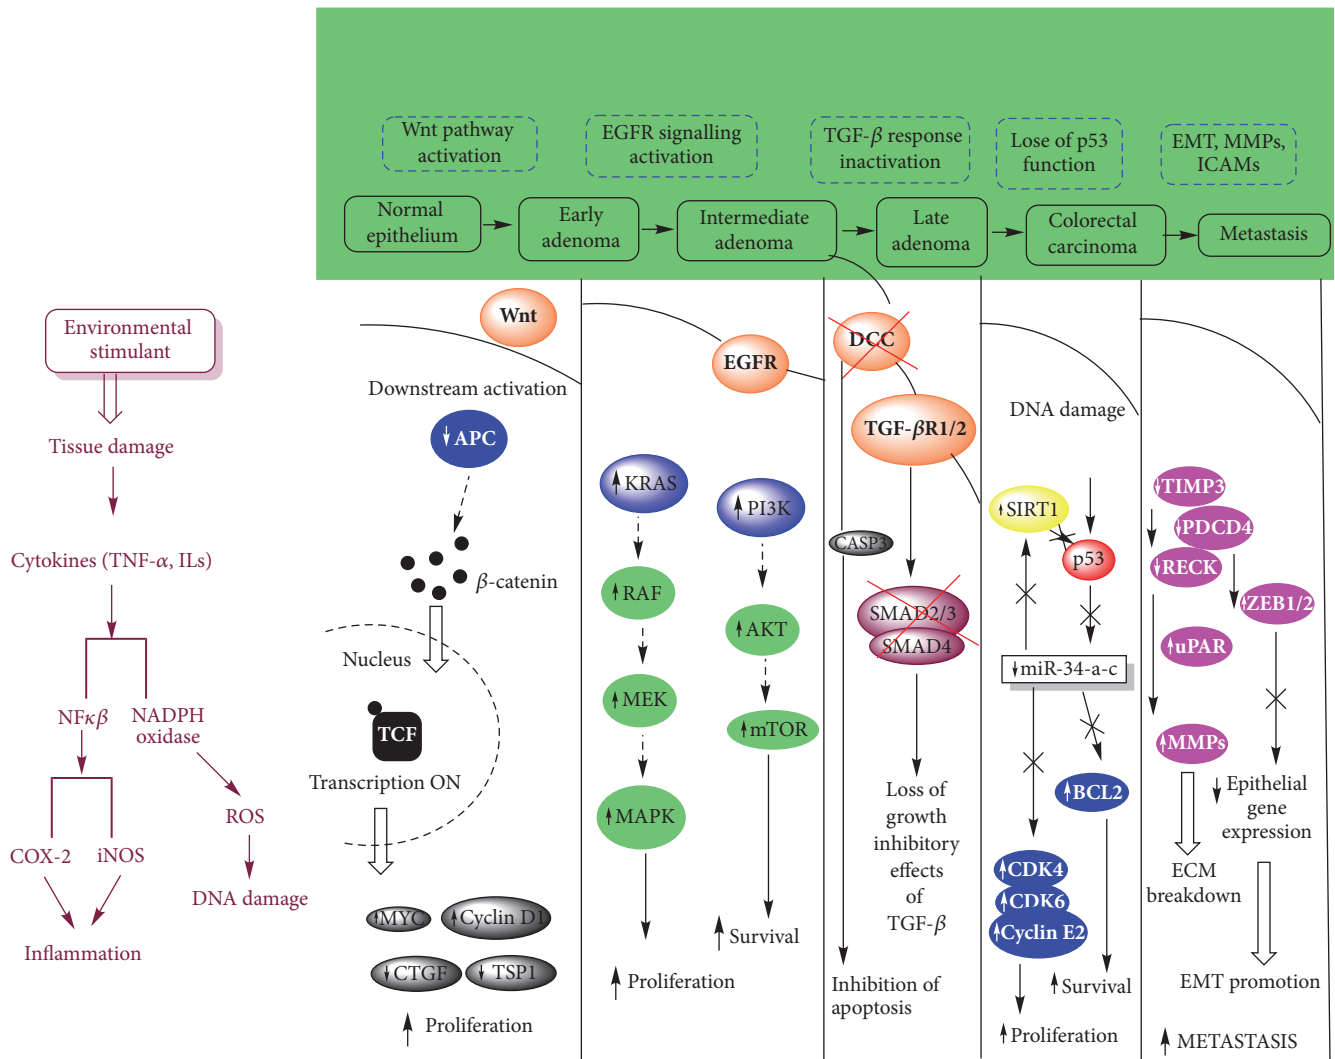 Wnt pathway
activation
EGFR signalling
activation
TGF-β response
inactivation
Lose of p53
function
EMT, MMPs,
ICAMs
Normal
epithelium
Early
adenoma
Intermediate
adenoma
Late
adenoma
Colorectal
carcinoma
Metastasis
Environmental
stimulant
Tissue damage
Cytokines (TNF-α, ILs)
NFκβ
NADPH
oxidase
ROS
COX-2
iNOS
DNA damage
Inflammation
Wnt
Downstream activation
↓APC
β-catenin
Nucleus
TCF
Transcription ON
↑MYC
↑Cyclin D1
↓CTGF
↓TSP1
↑ Proliferation
EGFR
↑KRAS
↑PI3K
↑RAF
↑AKT
↑MEK
↑mTOR
↑MAPK
↑ Survival
↑ Proliferation
DCC
TGF-βR1/2
CASP3
SMAD2/3
SMAD4
Loss of
growth
inhibitory
effects
of
TGF-β
Inhibition of
apoptosis
DNA damage
↑SIRT1
p53
↓miR-34-a-c
↑BCL2
↑CDK4
↑CDK6
↑Cyclin E2
↑ Survival
↑ Proliferation
↓TIMP3
↓PDCD4
↓RECK
↑ZEB1/2
↑uPAR
↑MMPs
↓ Epithelial
gene
expression
ECM
breakdown
EMT promotion
↑ METASTASIS